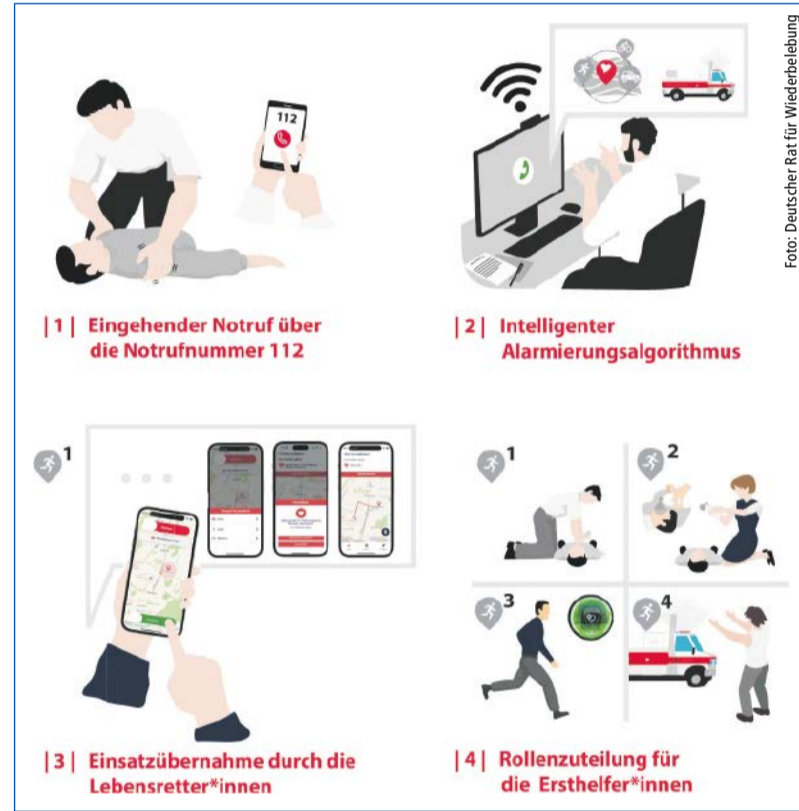 Foto: Deutscher Rat für Wiederbelebung
112
| 1 | Eingehender Notruf über
die Notrufnummer 112
| 2 | Intelligenter
Alarmierungsalgorithmus
1
| 3 | Einsatzübernahme durch die
Lebensretter*innen
1
2
3
4
| 4 | Rollenzuteilung für
die Ersthelfer*innen